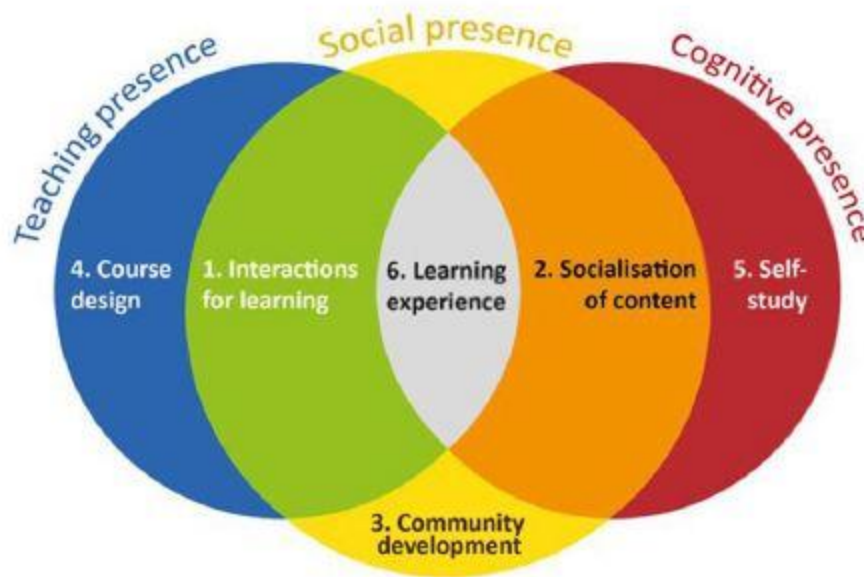 Teaching presence
Social presence
Cognitive presence
4. Course
design
1. Interactions
for learning
6. Learning
experience
2. Socialisation
of content
5. Self-
study
3. Community
development